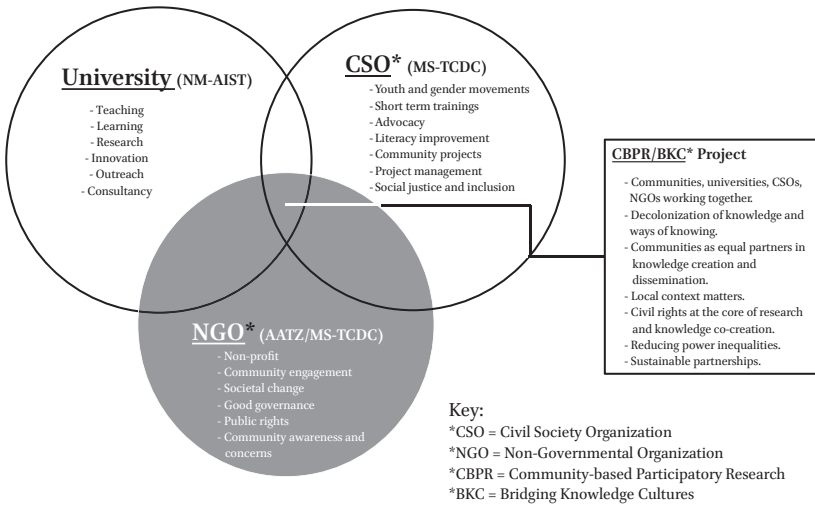 University (NM-AIST)
- Teaching
- Learning
- Research
- Innovation
- Outreach
- Consultancy
CSO* (MS-TCDC)
- Youth and gender movements
- Short term trainings
- Advocacy
- Literacy improvement
- Community projects
- Project management
- Social justice and inclusion
NGO* (AATZ/MS-TCDC)
- Non-profit
- Community engagement
- Societal change
- Good governance
- Public rights
- Community awareness and
concerns
CBPR/BKC* Project
- Communities, universities, CSOs,
NGOs working together.
- Decolonization of knowledge and
ways of knowing.
- Communities as equal partners in
knowledge creation and
dissemination.
- Local context matters.
- Civil rights at the core of research
and knowledge co-creation.
- Reducing power inequalities.
- Sustainable partnerships.
Key:
*CSO = Civil Society Organization
*NGO = Non-Governmental Organization
*CBPR = Community-based Participatory Research
*BKC = Bridging Knowledge Cultures